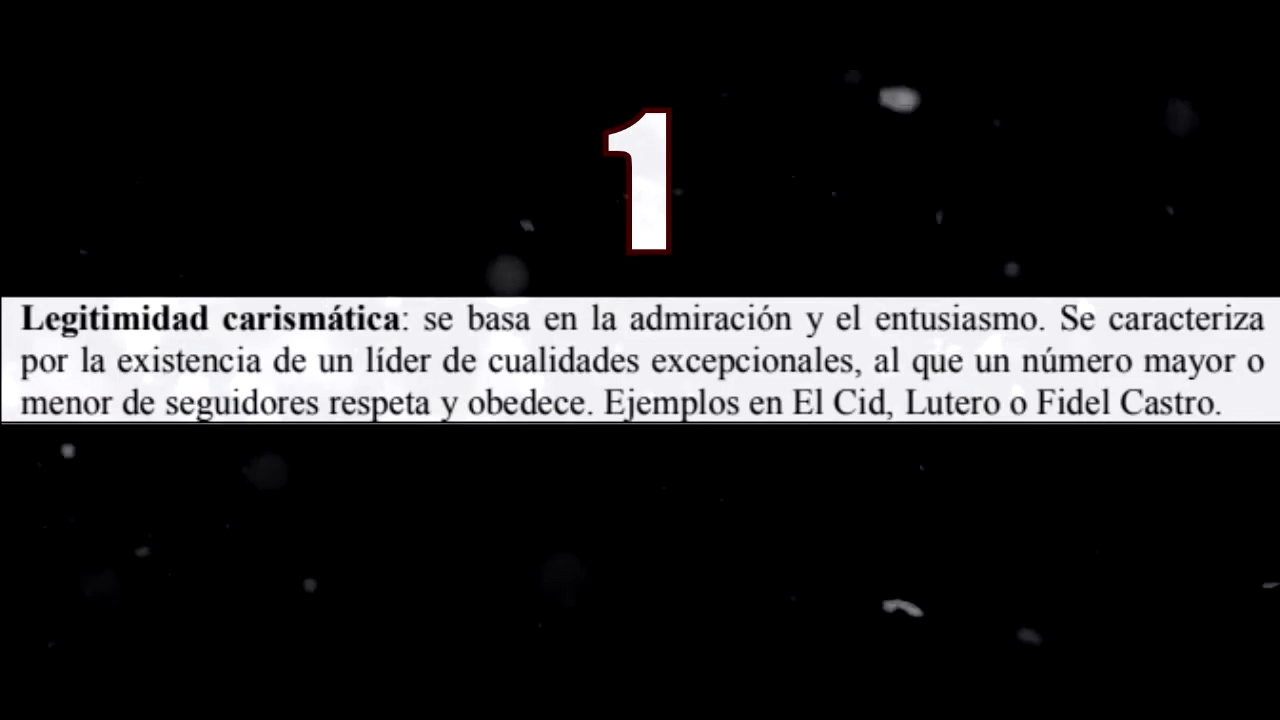 1
Legitimidad carismática: se basa en la admiración y el entusiasmo. Se caracteriza
por la existencia de un líder de cualidades excepcionales, al que un número mayor o
menor de seguidores respeta y obedece. Ejemplos en El Cid, Lutero o Fidel Castro.